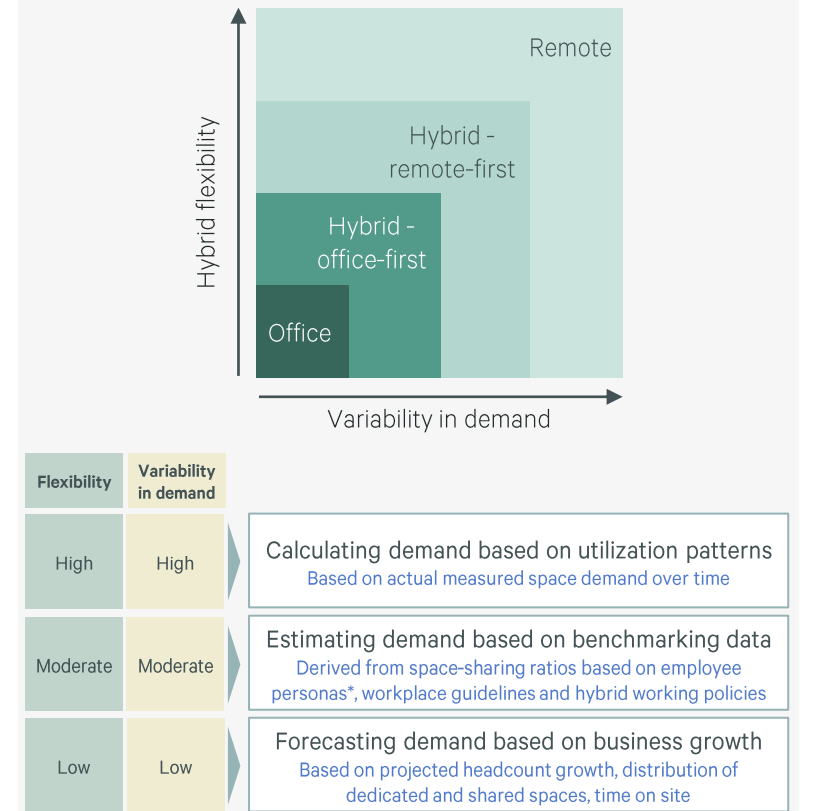 Remote
Hybrid -
remote-first
Hybrid -
office-first
Office
Hybrid flexibility
Variability in demand
Flexibility
Variability
in demand
High
High
Calculating demand based on utilization patterns
Based on actual measured space demand over time
Moderate
Moderate
Estimating demand based on benchmarking data
Derived from space-sharing ratios based on employee
personas*, workplace guidelines and hybrid working policies
Low
Low
Forecasting demand based on business growth
Based on projected headcount growth, distribution of
dedicated and shared spaces, time on site